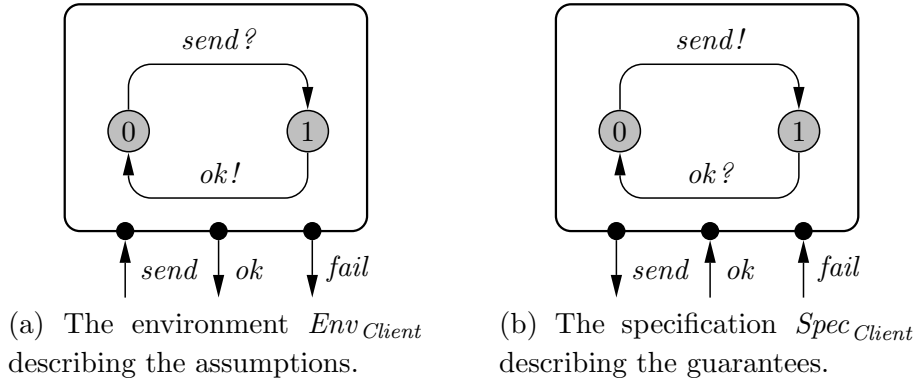 send?
0 1
ok!
send ok fail
(a) The environment Env_Client
describing the assumptions.
send!
0 1
ok?
send ok fail
(b) The specification Spec_Client
describing the guarantees.